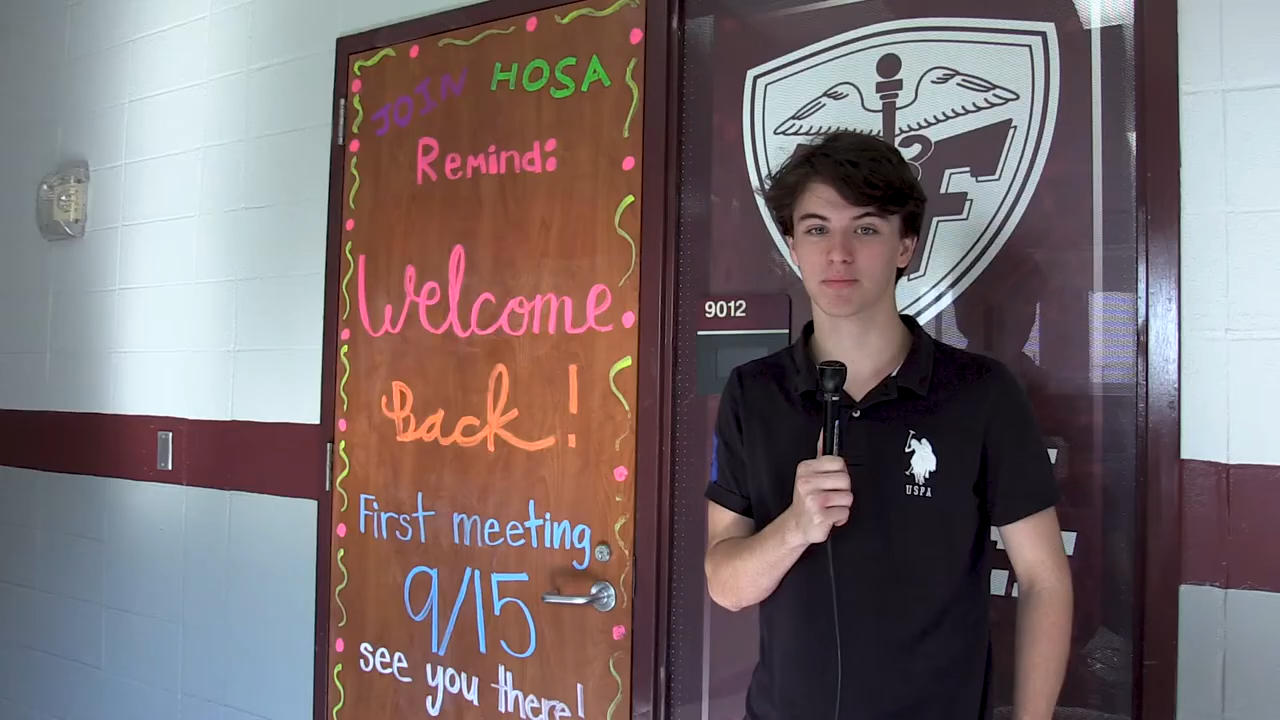 JOIN HOSA
Remind:
Welcome
Back!
First meeting
9/15
see you there!
9012
F
USPA